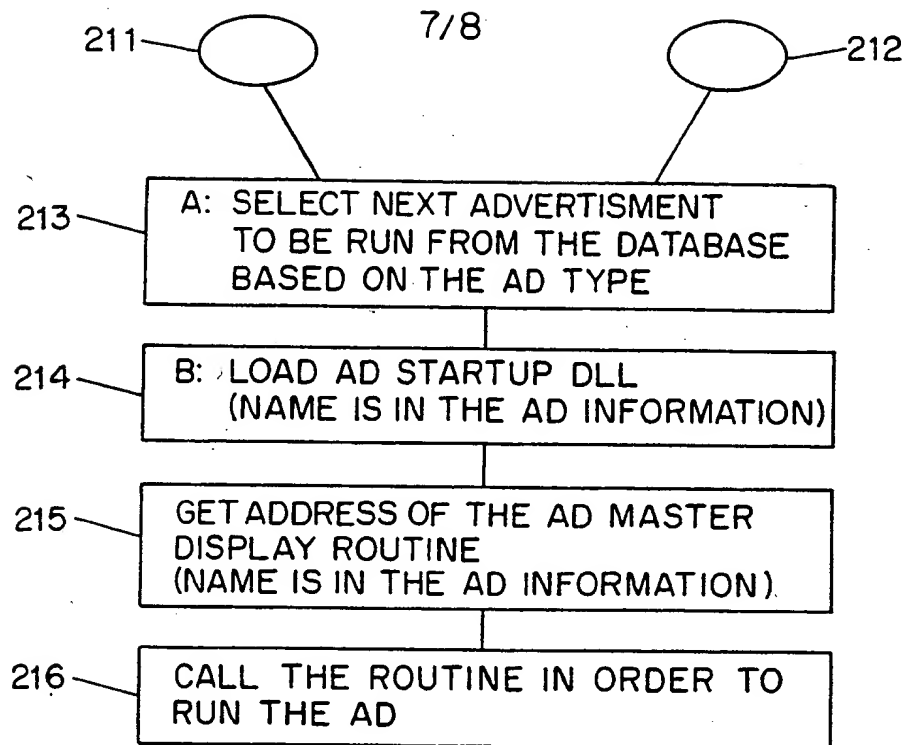 7/8
211
212
213
A: SELECT NEXT ADVERTISMENT
TO BE RUN FROM THE DATABASE
BASED ON THE AD TYPE
214
B: LOAD AD STARTUP DLL
(NAME IS IN THE AD INFORMATION)
215
GET ADDRESS OF THE AD MASTER
DISPLAY ROUTINE
(NAME IS IN THE AD INFORMATION).
216
CALL THE ROUTINE IN ORDER TO
RUN THE AD